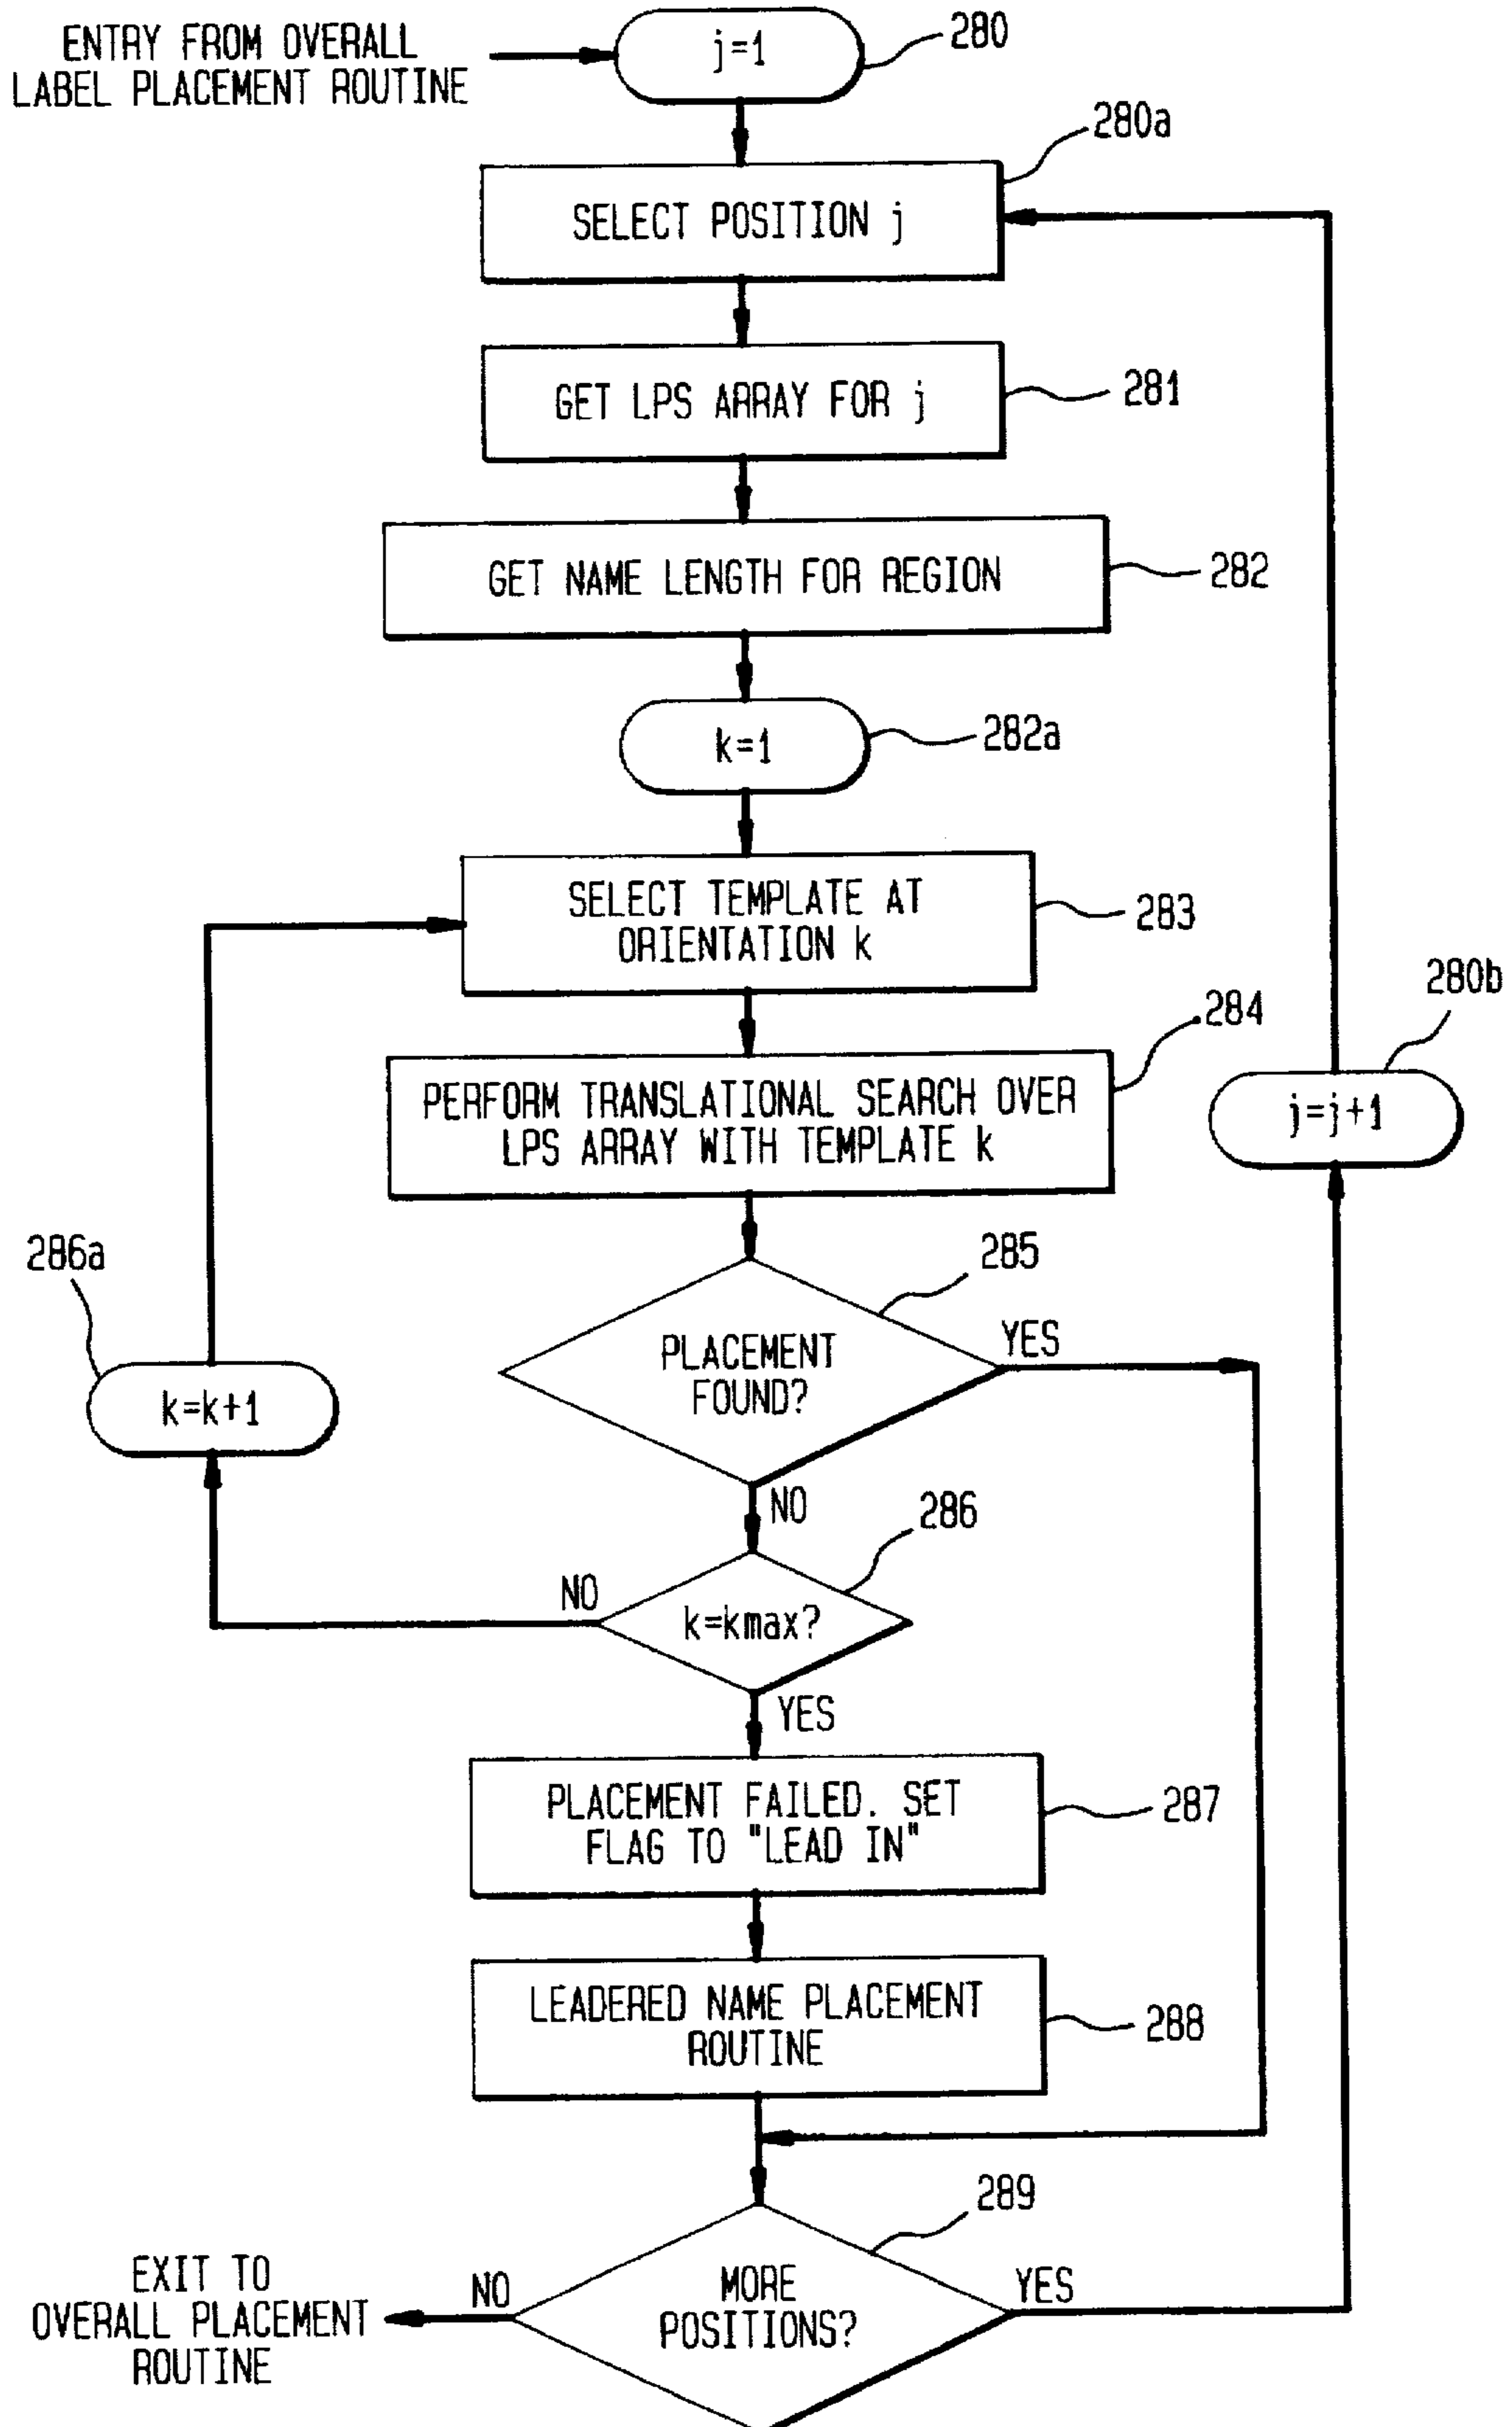 ENTRY FROM OVERALL
LABEL PLACEMENT ROUTINE
j=1
280
280a
SELECT POSITION j
GET LPS ARRAY FOR j
281
GET NAME LENGTH FOR REGION
282
k=1
282a
SELECT TEMPLATE AT
ORIENTATION k
283
280b
j=j+1
284
PERFORM TRANSLATIONAL SEARCH OVER
LPS ARRAY WITH TEMPLATE k
286a
k=k+1
285
PLACEMENT
FOUND?
YES
NO
286
k=kmax?
NO
YES
PLACEMENT FAILED. SET
FLAG TO "LEAD IN"
287
LEADERED NAME PLACEMENT
ROUTINE
288
289
MORE
POSITIONS?
YES
NO
EXIT TO
OVERALL PLACEMENT
ROUTINE